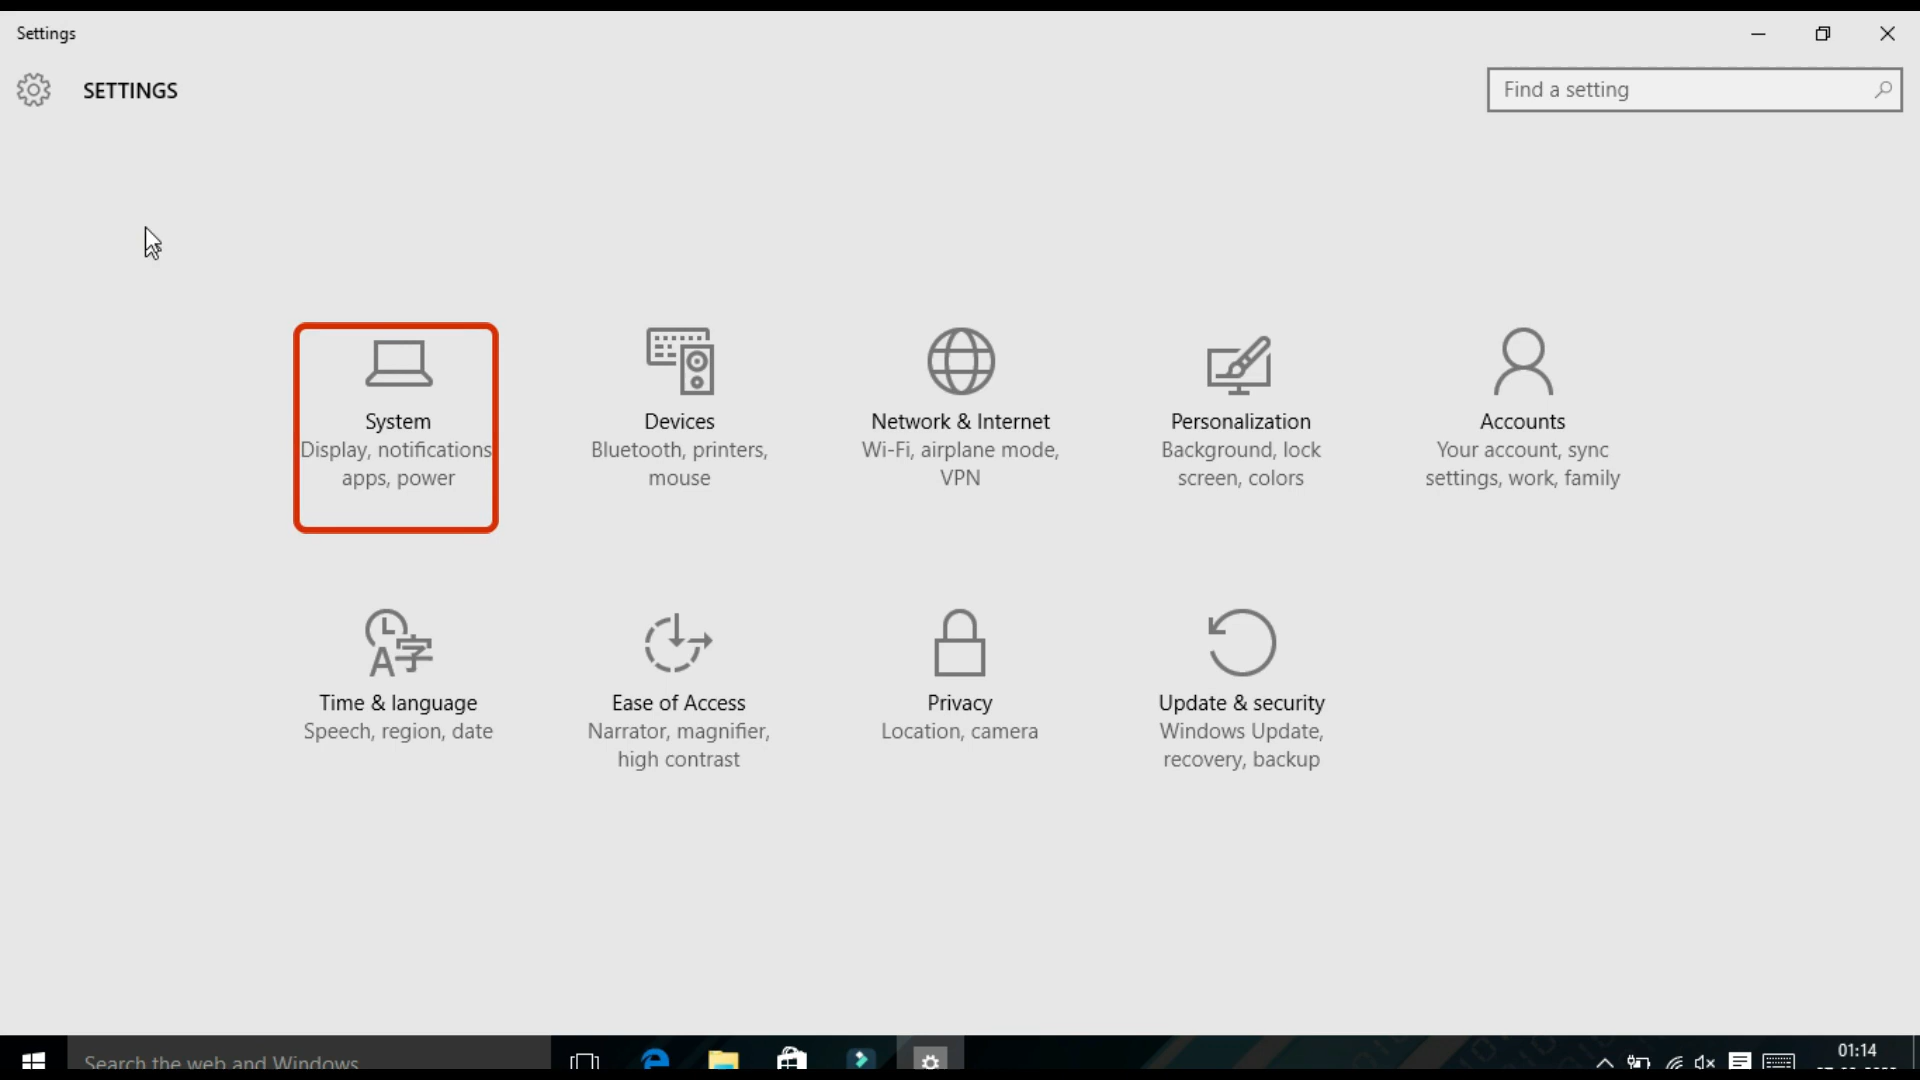 Settings
SETTINGS
Find a setting
System
Display, notifications
apps, power
Devices
Bluetooth, printers,
mouse
Network & Internet
Wi-Fi, airplane mode,
VPN
Personalization
Background, lock
screen, colors
Accounts
Your account, sync
settings, work, family
Time & language
Speech, region, date
Ease of Access
Narrator, magnifier,
high contrast
Privacy
Location, camera
Update & security
Windows Update,
recovery, backup
Search the web and Windows
01:14